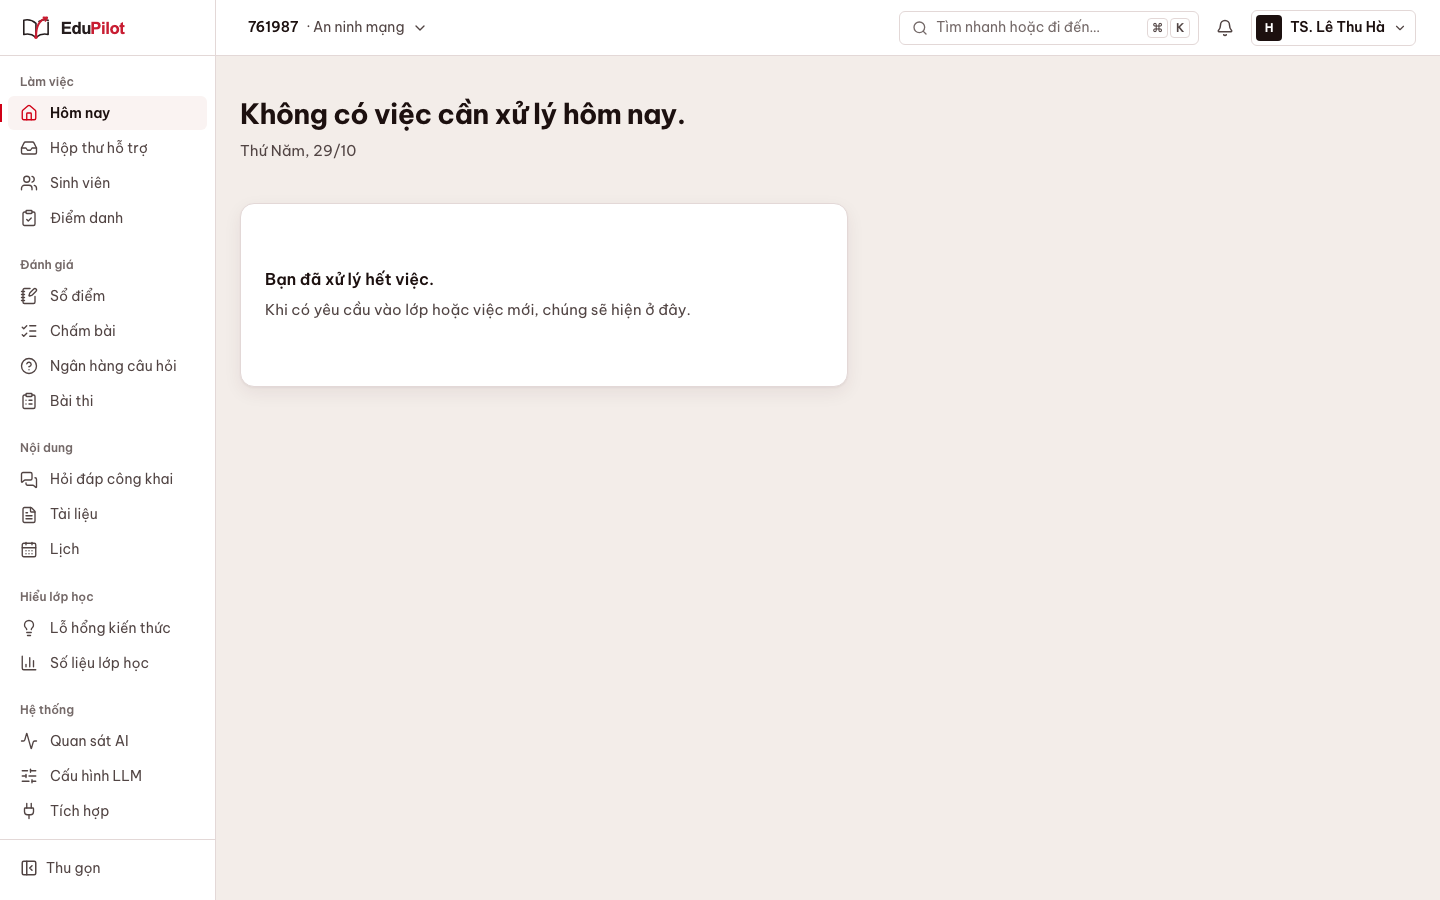 EduPilot
761987 · An ninh mạng
Tìm nhanh hoặc đi đến...
⌘ K
H
TS. Lê Thu Hà
Làm việc
Hôm nay
Hộp thư hỗ trợ
Sinh viên
Điểm danh
Đánh giá
Sổ điểm
Chấm bài
Ngân hàng câu hỏi
Bài thi
Nội dung
Hỏi đáp công khai
Tài liệu
Lịch
Hiểu lớp học
Lỗ hổng kiến thức
Số liệu lớp học
Hệ thống
Quan sát AI
Cấu hình LLM
Tích hợp
Thu gọn
Không có việc cần xử lý hôm nay.
Thứ Năm, 29/10
Bạn đã xử lý hết việc.
Khi có yêu cầu vào lớp hoặc việc mới, chúng sẽ hiện ở đây.